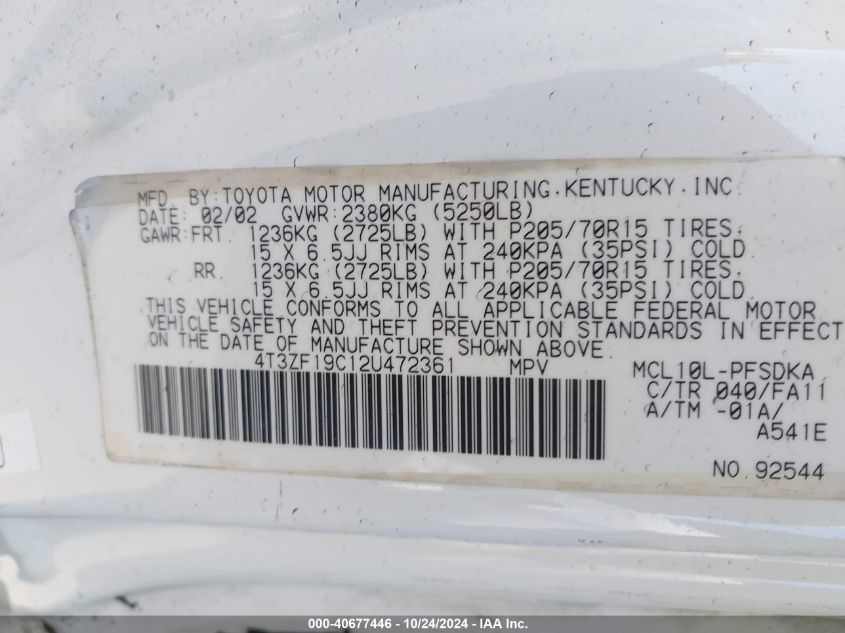 MFD. BY:TOYOTA MOTOR MANUFACTURING.KENTUCKY.INC.
DATE: 02/02 GVWR:2380KG (5250LB)
GAWR:FRT. 1236KG (2725LB) WITH P205/70R15 TIRES.
15 X 6.5JJ RIMS AT 240KPA (35PSI) COLD.
RR. 1236KG (2725LB) WITH P205/70R15 TIRES.
15 X 6.5JJ RIMS AT 240KPA (35PSI) COLD.
THIS VEHICLE CONFORMS TO ALL APPLICABLE FEDERAL MOTOR
VEHICLE SAFETY AND THEFT PREVENTION STANDARDS IN EFFECT
ON THE DATE OF MANUFACTURE SHOWN ABOVE.
4T3ZF19C12U472361 MPV
MCL10L-PFSDKA
C/TR 040/FA11
A/TM -01A/
A541E
NO.92544
000-40677446 - 10/24/2024 - IAA Inc.